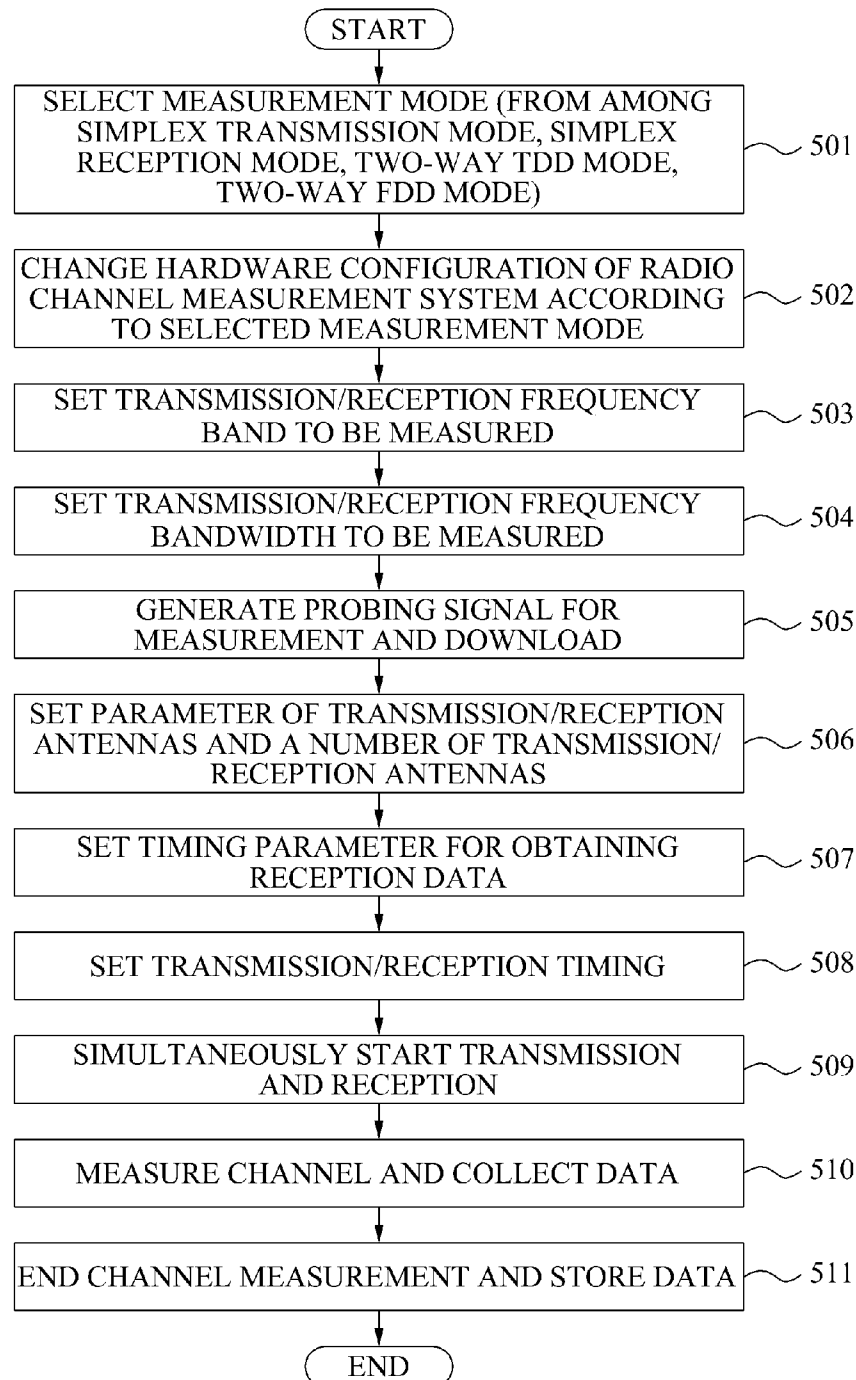 START
SELECT MEASUREMENT MODE (FROM AMONG
SIMPLEX TRANSMISSION MODE, SIMPLEX
RECEPTION MODE, TWO-WAY TDD MODE,
TWO-WAY FDD MODE)
501
CHANGE HARDWARE CONFIGURATION OF RADIO
CHANNEL MEASUREMENT SYSTEM ACCORDING
TO SELECTED MEASUREMENT MODE
502
SET TRANSMISSION/RECEPTION FREQUENCY
BAND TO BE MEASURED
503
SET TRANSMISSION/RECEPTION FREQUENCY
BANDWIDTH TO BE MEASURED
504
GENERATE PROBING SIGNAL FOR
MEASUREMENT AND DOWNLOAD
505
SET PARAMETER OF TRANSMISSION/RECEPTION
ANTENNAS AND A NUMBER OF TRANSMISSION/
RECEPTION ANTENNAS
506
SET TIMING PARAMETER FOR OBTAINING
RECEPTION DATA
507
SET TRANSMISSION/RECEPTION TIMING
508
SIMULTANEOUSLY START TRANSMISSION
AND RECEPTION
509
MEASURE CHANNEL AND COLLECT DATA
510
END CHANNEL MEASUREMENT AND STORE DATA
511
END